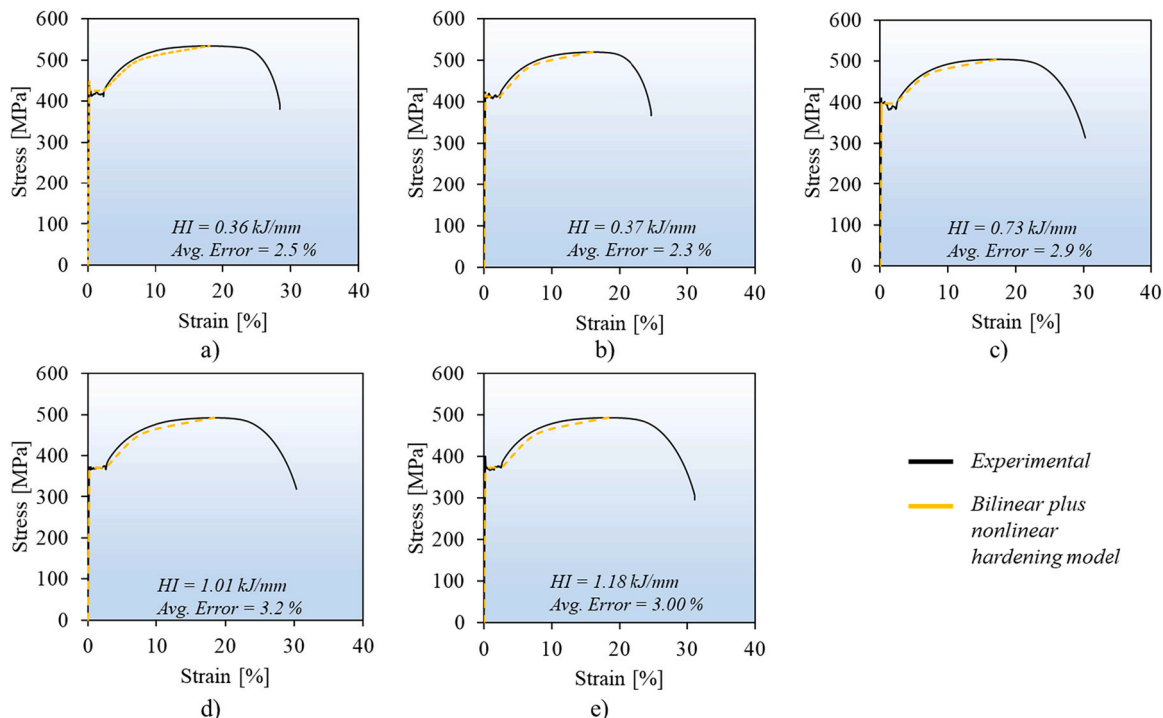 600
500
400
300
200
100
0
Stress [MPa]
HI = 0.36 kJ/mm
Avg. Error = 2.5 %
0 10 20 30 40
Strain [%]
a)
600
500
400
300
200
100
0
Stress [MPa]
HI = 0.37 kJ/mm
Avg. Error = 2.3 %
0 10 20 30 40
Strain [%]
b)
600
500
400
300
200
100
0
Stress [MPa]
HI = 0.73 kJ/mm
Avg. Error = 2.9 %
0 10 20 30 40
Strain [%]
c)
600
500
400
300
200
100
0
Stress [MPa]
HI = 1.01 kJ/mm
Avg. Error = 3.2 %
0 10 20 30 40
Strain [%]
d)
600
500
400
300
200
100
0
Stress [MPa]
HI = 1.18 kJ/mm
Avg. Error = 3.00 %
0 10 20 30 40
Strain [%]
e)
Experimental
Bilinear plus
nonlinear
hardening model